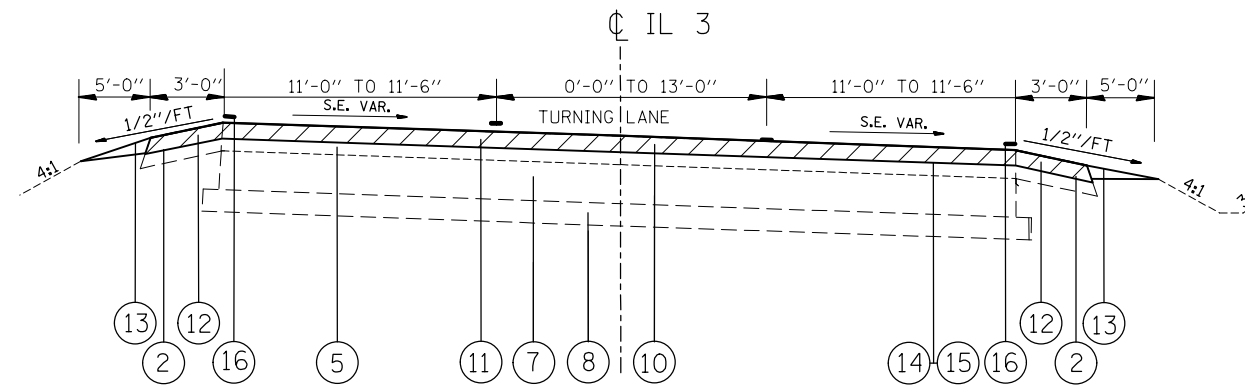 ℄ IL 3
5'-0" 3'-0" 11'-0" TO 11'-6" 0'-0" TO 13'-0" 11'-0" TO 11'-6" 3'-0" 5'-0"
1/2"/FT S.E. VAR. TURNING LANE S.E. VAR. 1/2"/FT
4:1 4:1
13 12 12 13
2 16 5 11 7 8 10 14 15 16 2